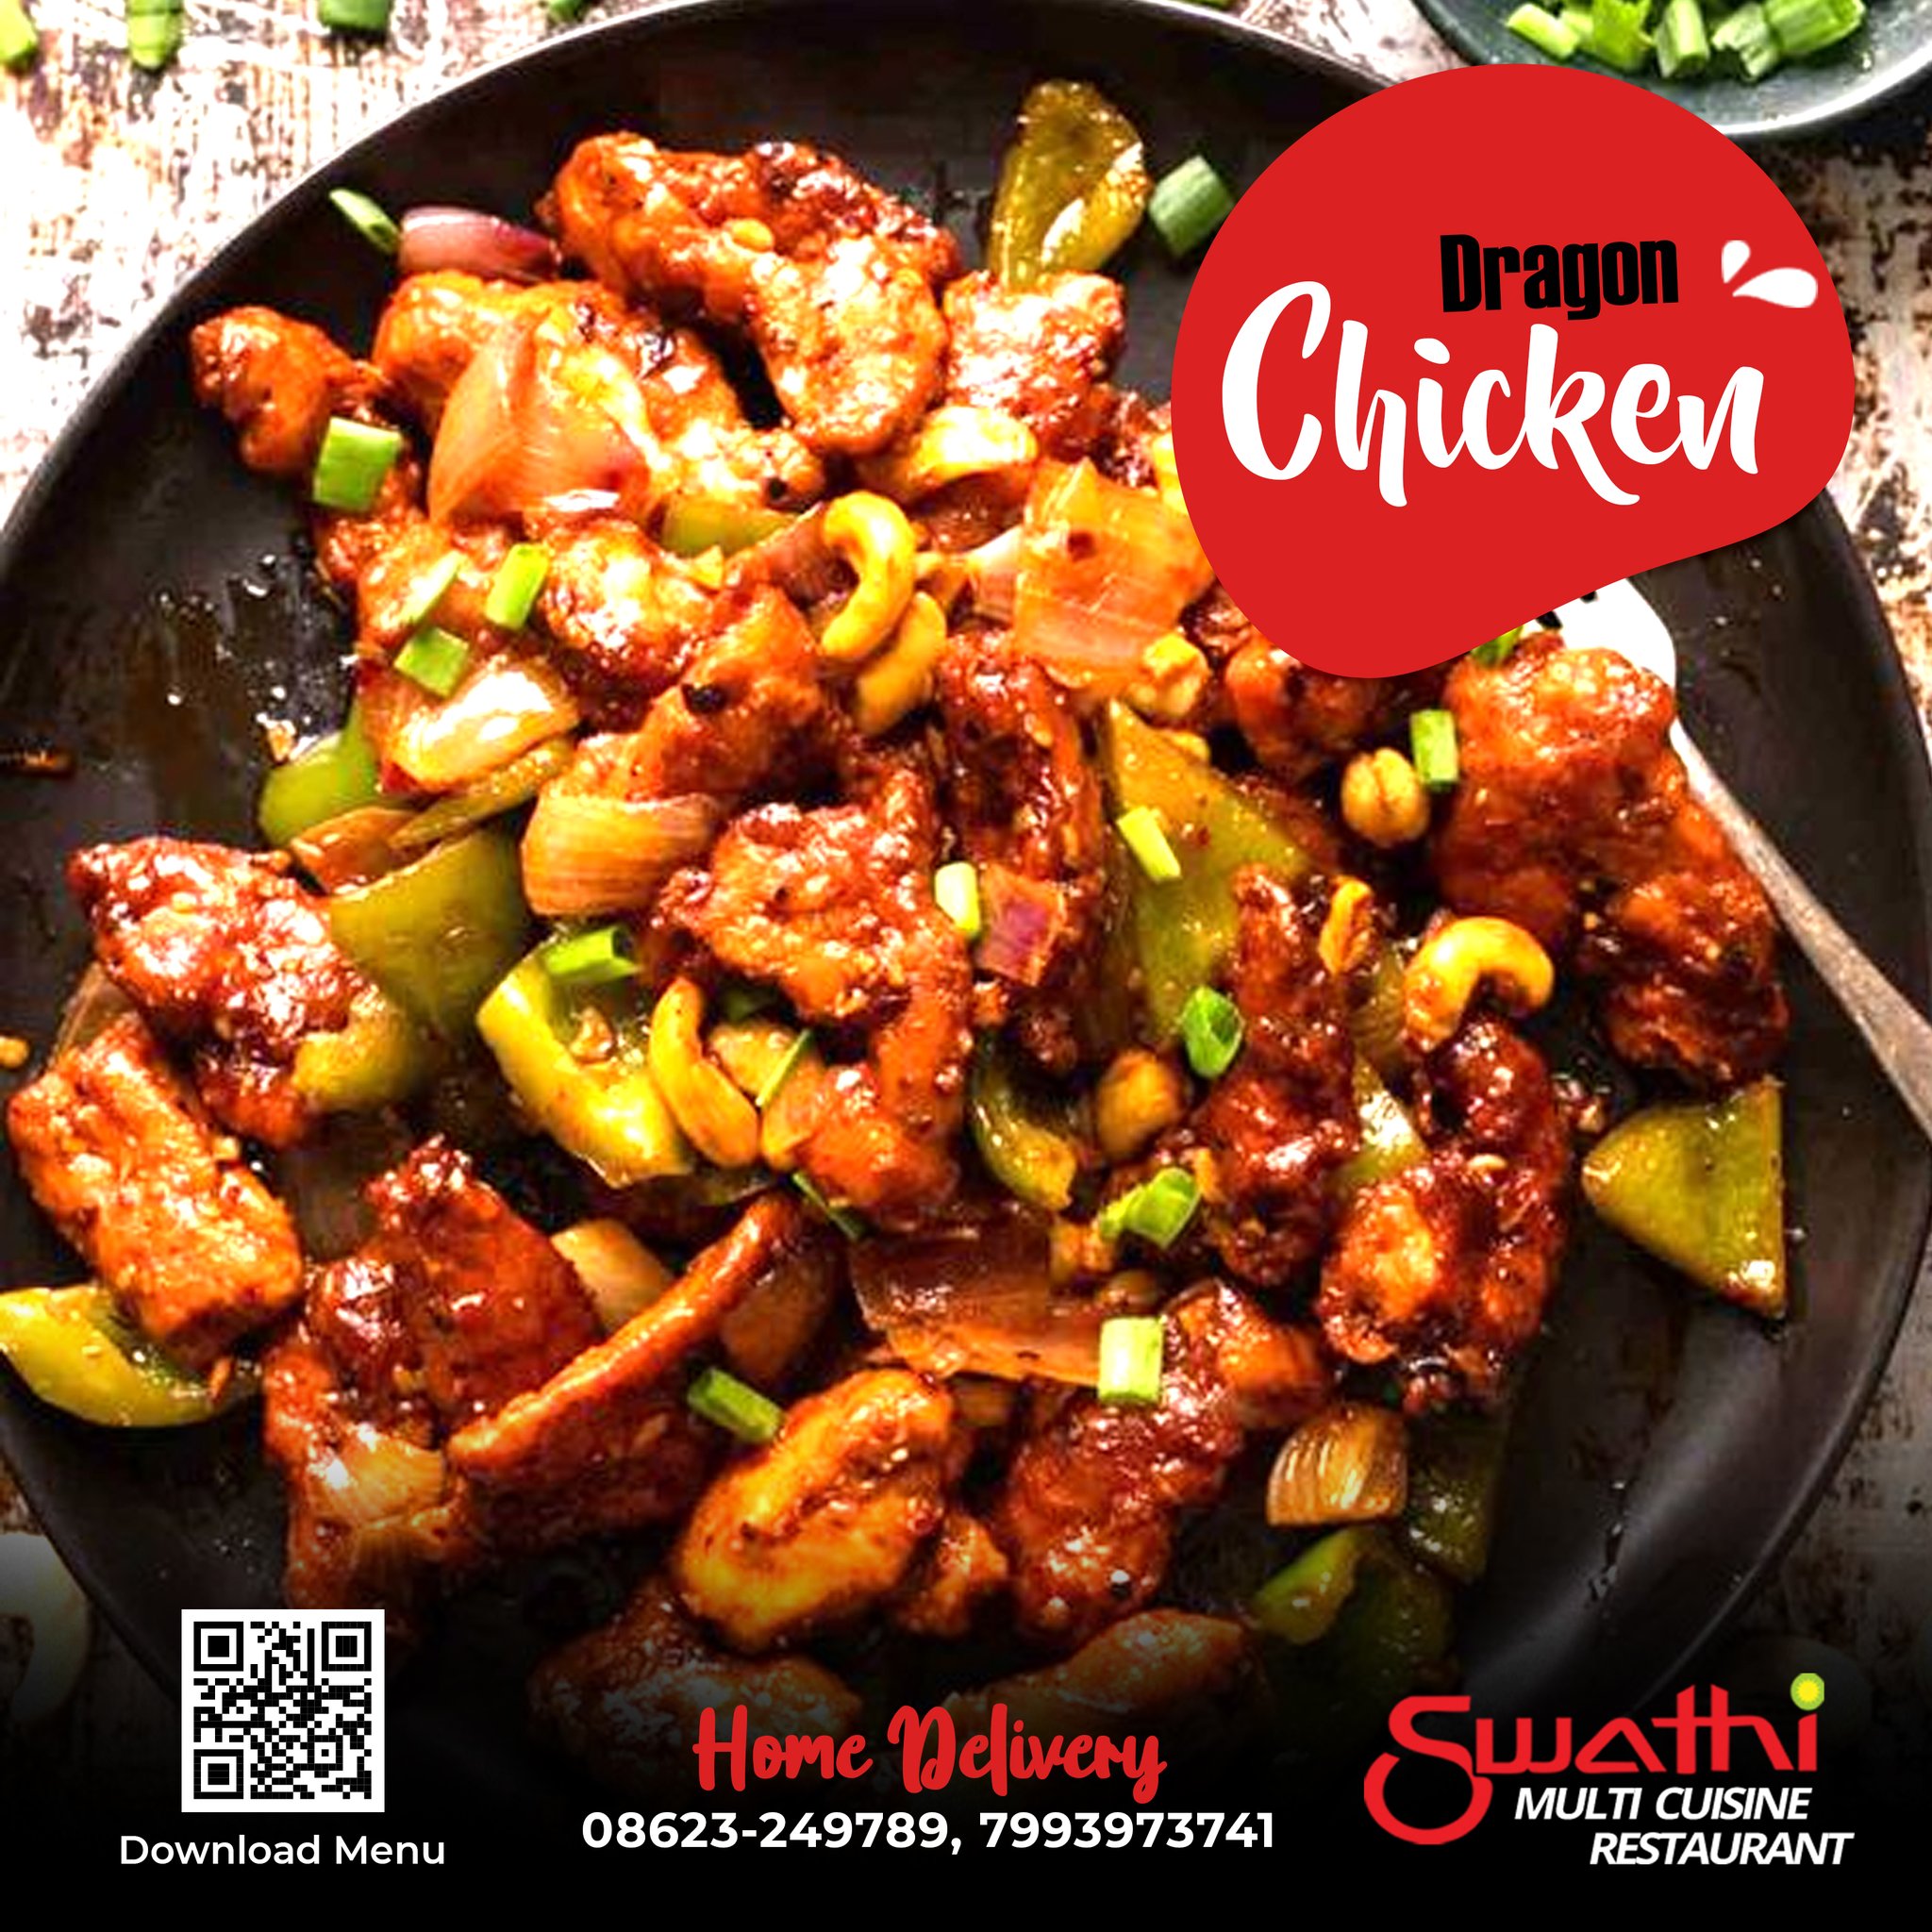 Dragon
Chicken
Download Menu
Home Delivery
08623-249789, 7993973741
Swathi
MULTI CUISINE
RESTAURANT